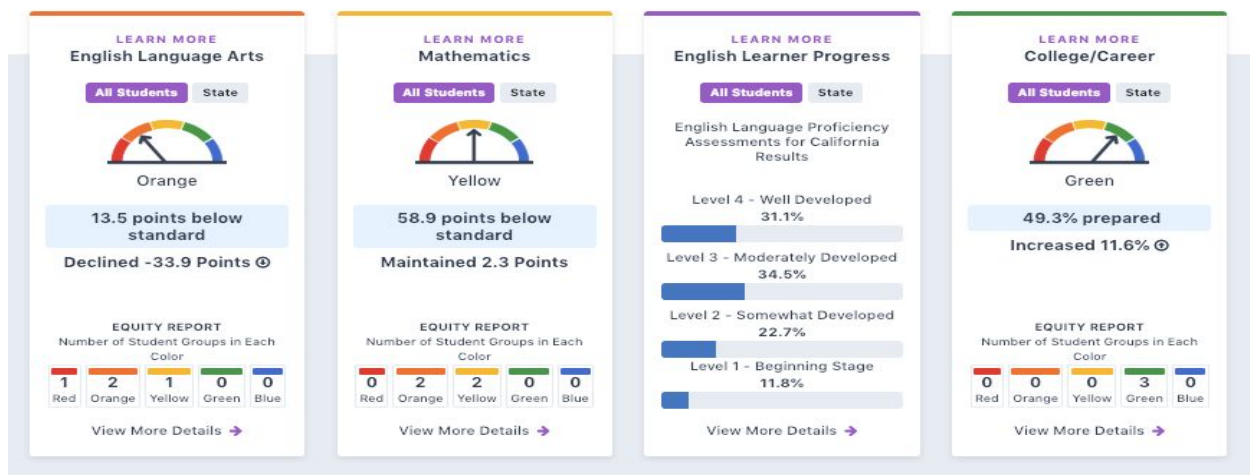 LEARN MORE
English Language Arts
All Students State
Orange
13.5 points below
standard
Declined -33.9 Points
EQUITY REPORT
Number of Student Groups in Each
Color
1 2 1 0 0
Red Orange Yellow Green Blue
View More Details →
LEARN MORE
Mathematics
All Students State
Yellow
58.9 points below
standard
Maintained 2.3 Points
EQUITY REPORT
Number of Student Groups in Each
Color
0 2 2 0 0
Red Orange Yellow Green Blue
View More Details →
LEARN MORE
English Learner Progress
All Students State
English Language Proficiency
Assessments for California
Results
Level 4 - Well Developed
31.1%
Level 3 - Moderately Developed
34.5%
Level 2 - Somewhat Developed
22.7%
Level 1 - Beginning Stage
11.8%
View More Details →
LEARN MORE
College/Career
All Students State
Green
49.3% prepared
Increased 11.6%
EQUITY REPORT
Number of Student Groups in Each
Color
0 0 0 3 0
Red Orange Yellow Green Blue
View More Details →